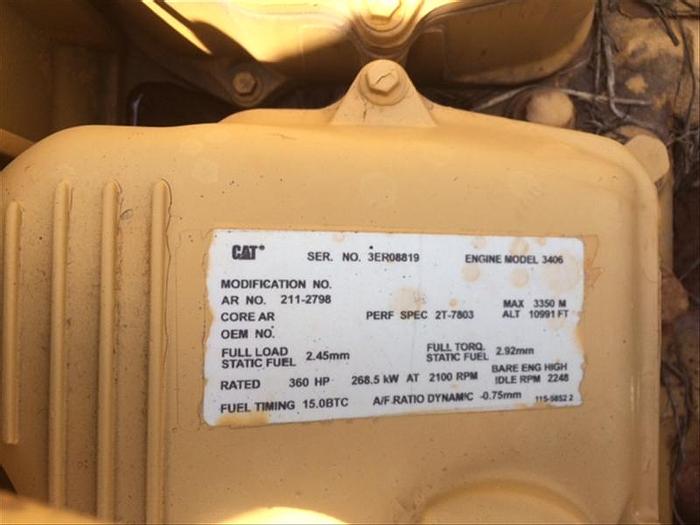 CAT® SER. NO. 3ER08819 ENGINE MODEL 3406
MODIFICATION NO.
AR NO. 211-2798 MAX 3350 M
CORE AR PERF SPEC 2T-7803 ALT 10991 FT
OEM NO.
FULL LOAD STATIC FUEL 2.45mm FULL TORQ. STATIC FUEL 2.92mm
RATED 360 HP 268.5 kW AT 2100 RPM BARE ENG HIGH IDLE RPM 2248
FUEL TIMING 15.0BTC A/F RATIO DYNAMIC -0.75mm 115-5852 2